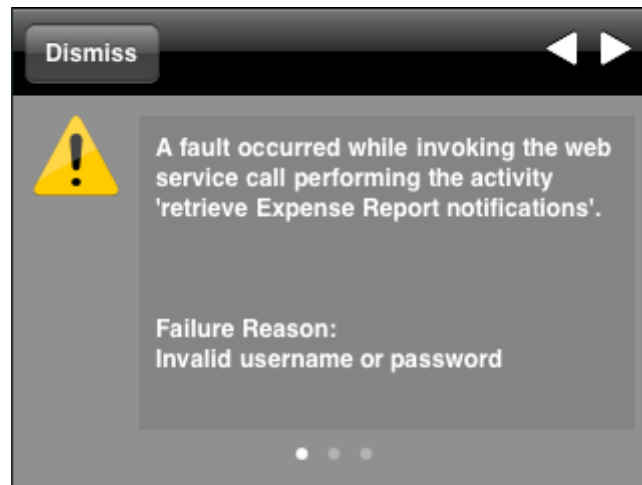 Dismiss
A fault occurred while invoking the web
service call performing the activity
'retrieve Expense Report notifications'.
Failure Reason:
Invalid username or password